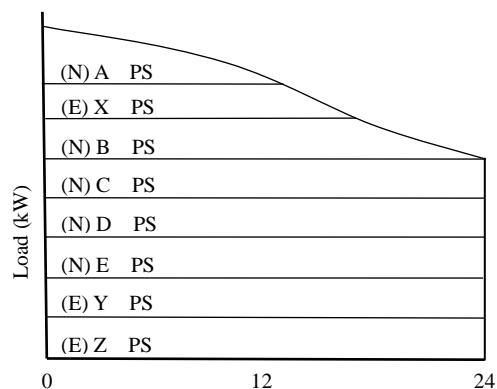 (N) A PS
(E) X PS
(N) B PS
(N) C PS
(N) D PS
(N) E PS
(E) Y PS
(E) Z PS
Load (kW)
0 12 24